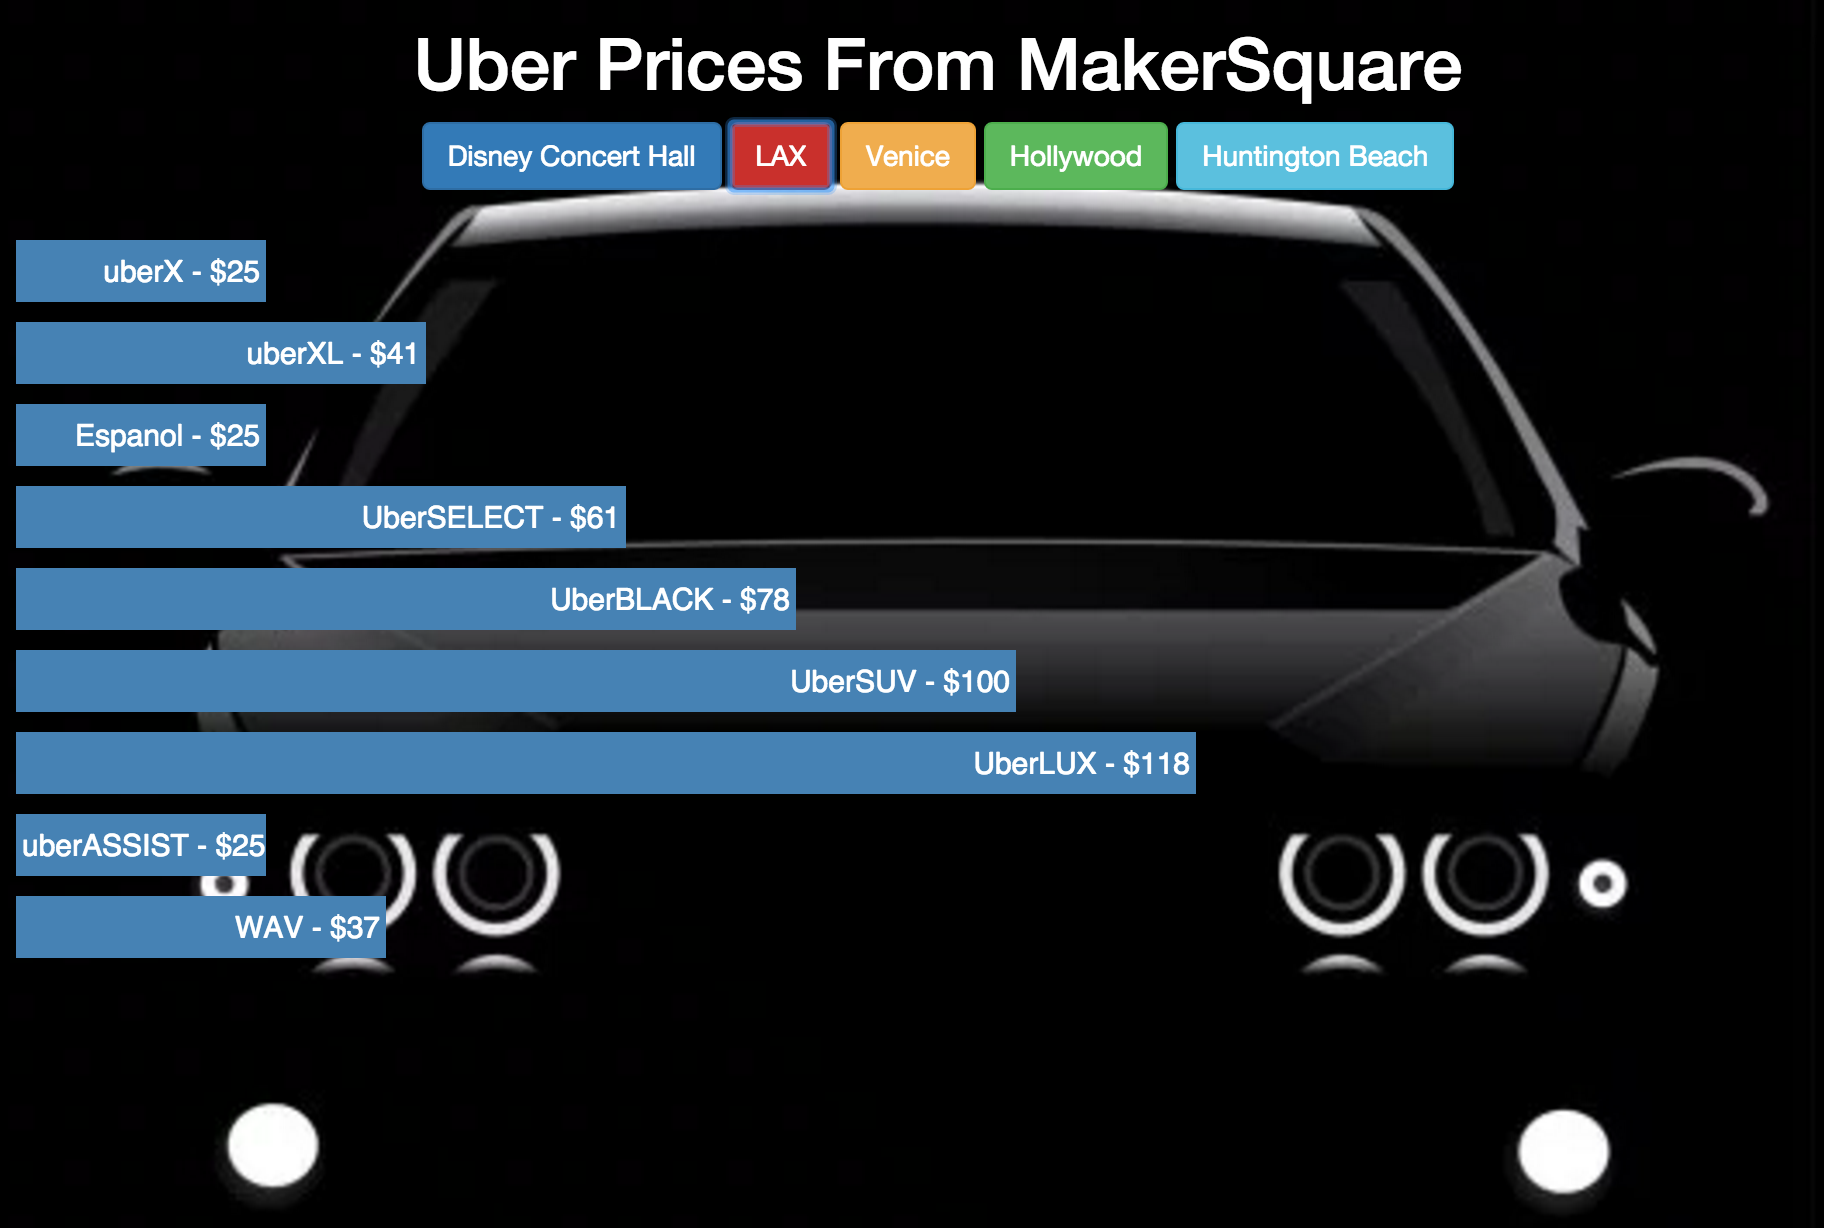 Uber Prices From MakerSquare
Disney Concert Hall LAX Venice Hollywood Huntington Beach
uberX - $25
uberXL - $41
Espanol - $25
UberSELECT - $61
UberBLACK - $78
UberSUV - $100
UberLUX - $118
uberASSIST - $25
WAV - $37